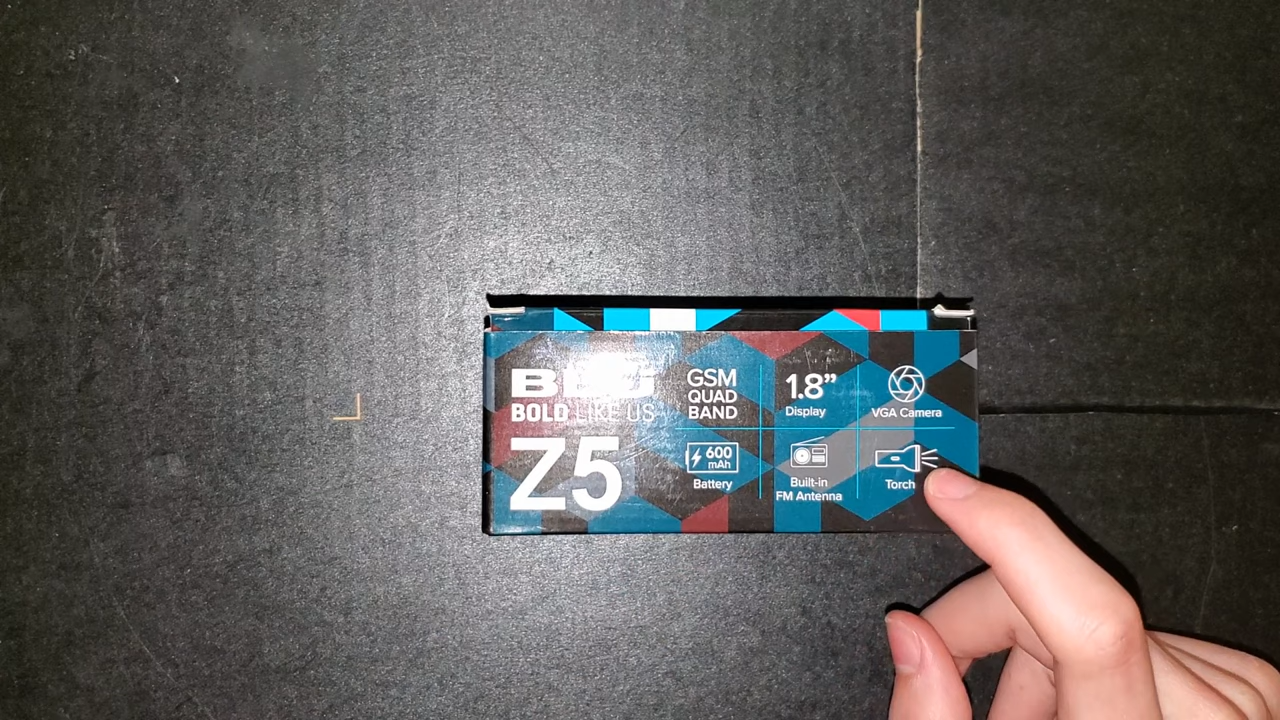 BOLD LIKE US
Z5
GSM
QUAD
BAND
1.8”
Display
VGA Camera
600
mAh
Battery
Built-in
FM Antenna
Torch